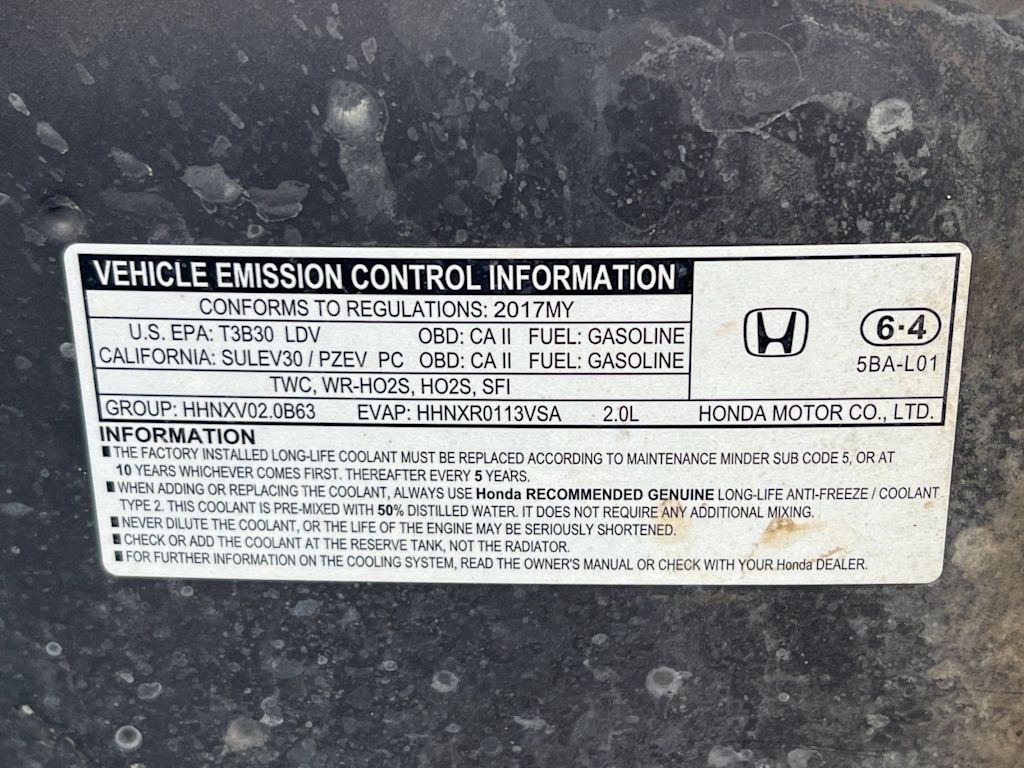 VEHICLE EMISSION CONTROL INFORMATION
CONFORMS TO REGULATIONS: 2017MY
U.S. EPA: T3B30 LDV OBD: CA II FUEL: GASOLINE
CALIFORNIA: SULEV30 / PZEV PC OBD: CA II FUEL: GASOLINE
TWC, WR-HO2S, HO2S, SFI
6·4
5BA-L01
GROUP: HHNXV02.0B63 EVAP: HHNXR0113VSA 2.0L HONDA MOTOR CO., LTD.
INFORMATION
■ THE FACTORY INSTALLED LONG-LIFE COOLANT MUST BE REPLACED ACCORDING TO MAINTENANCE MINDER SUB CODE 5, OR AT
10 YEARS WHICHEVER COMES FIRST. THEREAFTER EVERY 5 YEARS.
■ WHEN ADDING OR REPLACING THE COOLANT, ALWAYS USE Honda RECOMMENDED GENUINE LONG-LIFE ANTI-FREEZE / COOLANT
TYPE 2. THIS COOLANT IS PRE-MIXED WITH 50% DISTILLED WATER. IT DOES NOT REQUIRE ANY ADDITIONAL MIXING.
■ NEVER DILUTE THE COOLANT, OR THE LIFE OF THE ENGINE MAY BE SERIOUSLY SHORTENED.
■ CHECK OR ADD THE COOLANT AT THE RESERVE TANK, NOT THE RADIATOR.
■ FOR FURTHER INFORMATION ON THE COOLING SYSTEM, READ THE OWNER'S MANUAL OR CHECK WITH YOUR Honda DEALER.